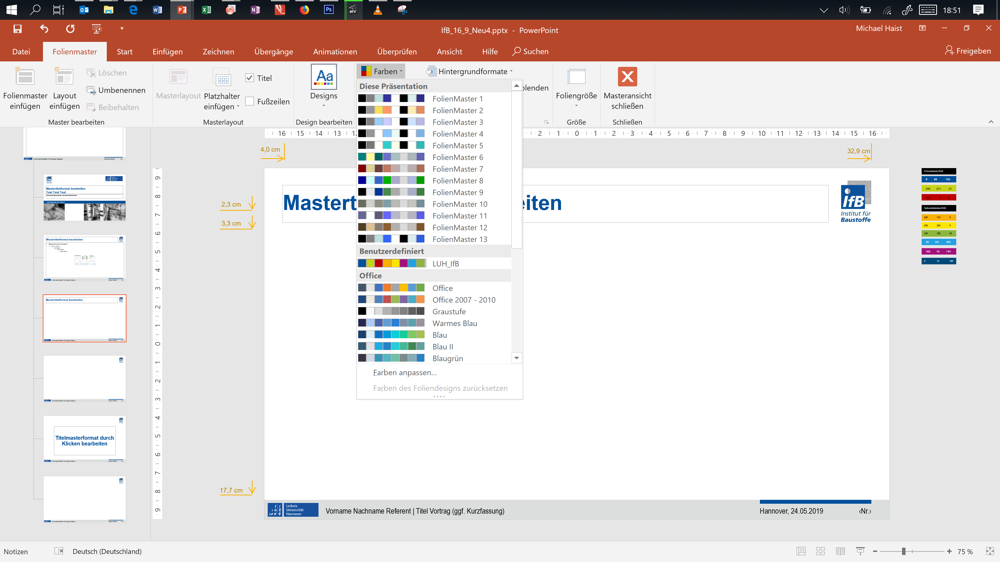 18:51
IfB_16_9_Neu4.pptx - PowerPoint
Michael Haist
Datei
Folienmaster
Start
Einfügen
Zeichnen
Übergänge
Animationen
Überprüfen
Ansicht
Hilfe
Suchen
Freigeben
Folienmaster einfügen
Layout einfügen
Löschen
Umbenennen
Beibehalten
Master bearbeiten
Masterlayout
Platzhalter einfügen
Titel
Fußzeilen
Masterlayout
Aa
Designs
Design bearbeiten
Farben
Hintergrundformate
blenden
Foliengröße
Größe
Masteransicht schließen
Schließen
Diese Präsentation
FolienMaster 1
FolienMaster 2
FolienMaster 3
FolienMaster 4
FolienMaster 5
FolienMaster 6
FolienMaster 7
FolienMaster 8
FolienMaster 9
FolienMaster 10
FolienMaster 11
FolienMaster 12
FolienMaster 13
Benutzerdefiniert
LUH_IfB
Office
Office
Office 2007 - 2010
Graustufe
Warmes Blau
Blau
Blau II
Blaugrün
Farben anpassen...
Farben des Foliendesigns zurücksetzen
16 15 14 13 12
2 1 0 1 2 3 4 5 6 7 8 9 10 11 12 13 14 15 16
9 8 7 6 5 4 3 2 1 0 1 2 3 4 5 6 7 8 9
4,0 cm
32,9 cm
2,3 cm
3,3 cm
17,7 cm
Mastert
eiten
IfB
Institut für
Baustoffe
Primärfarben RGB
0 80 155
200 211 23
Sekundärfarben RGB
249 176 0
252 229 0
140 182 60
35 161 224
163 16 124
0 74 120
Leibniz
Universität
Hannover
Vorname Nachname Referent | Titel Vortrag (ggf. Kurzfassung)
Hannover, 24.05.2019
‹Nr.›
Mastertitelformat bearbeiten
Test Test Test
Vorname Nachname, Vorname Nachname
Mastertitelformat bearbeiten
Mastertitelformat bearbeiten
Titelmasterformat durch
Klicken bearbeiten
Notizen
Deutsch (Deutschland)
75 %